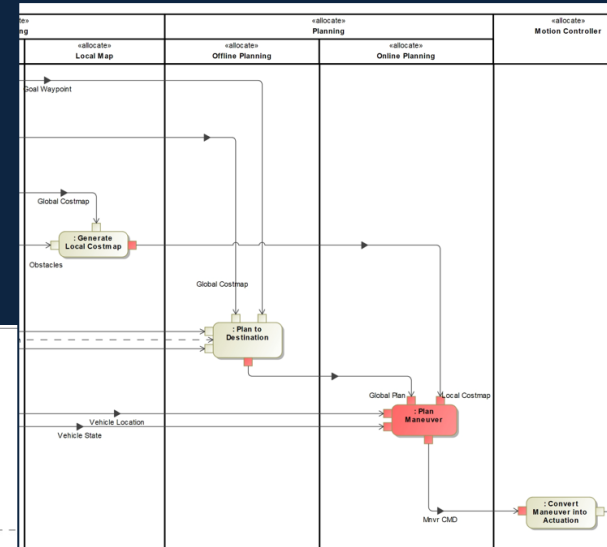 «allocate»
Planning
«allocate»
Motion Controller
«allocate»
Local Map
«allocate»
Offline Planning
«allocate»
Online Planning
Goal Waypoint
Global Costmap
: Generate
Local Costmap
Obstacles
Global Costmap
: Plan to
Destination
Global Plan
Local Costmap
: Plan
Maneuver
Vehicle Location
Vehicle State
Mnvr CMD
: Convert
Maneuver into
Actuation